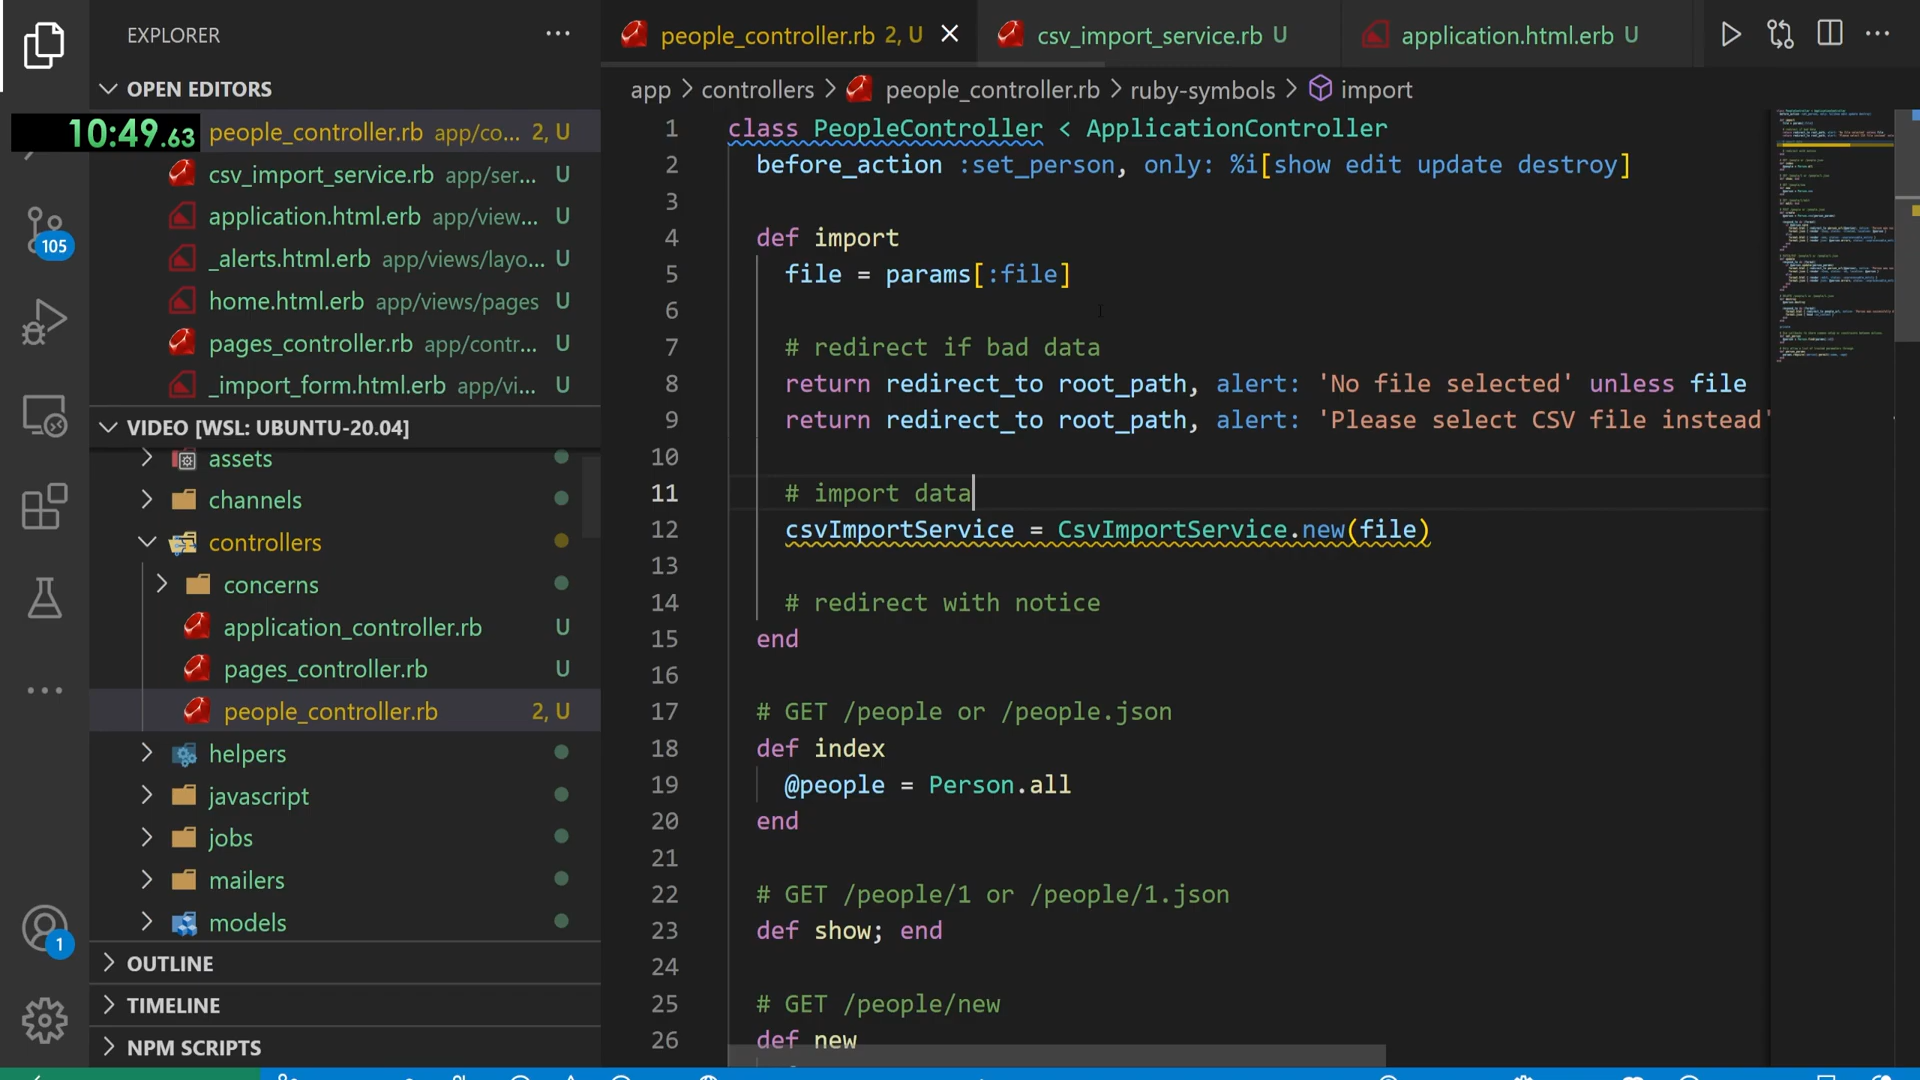 EXPLORER
OPEN EDITORS
10:49.63
people_controller.rb app/co... 2, U
csv_import_service.rb app/ser... U
application.html.erb app/view... U
_alerts.html.erb app/views/layo... U
home.html.erb app/views/pages U
pages_controller.rb app/contr... U
_import_form.html.erb app/vi... U
VIDEO [WSL: UBUNTU-20.04]
assets
channels
controllers
concerns
application_controller.rb U
pages_controller.rb U
people_controller.rb 2, U
helpers
javascript
jobs
mailers
models
OUTLINE
TIMELINE
NPM SCRIPTS
105
1
people_controller.rb 2, U
csv_import_service.rb U
application.html.erb U
app > controllers > people_controller.rb > ruby-symbols > import
1 class PeopleController < ApplicationController
2 before_action :set_person, only: %i[show edit update destroy]
3
4 def import
5 file = params[:file]
6
7 # redirect if bad data
8 return redirect_to root_path, alert: 'No file selected' unless file
9 return redirect_to root_path, alert: 'Please select CSV file instead'
10
11 # import data
12 csvImportService = CsvImportService.new(file)
13
14 # redirect with notice
15 end
16
17 # GET /people or /people.json
18 def index
19 @people = Person.all
20 end
21
22 # GET /people/1 or /people/1.json
23 def show; end
24
25 # GET /people/new
26 def new